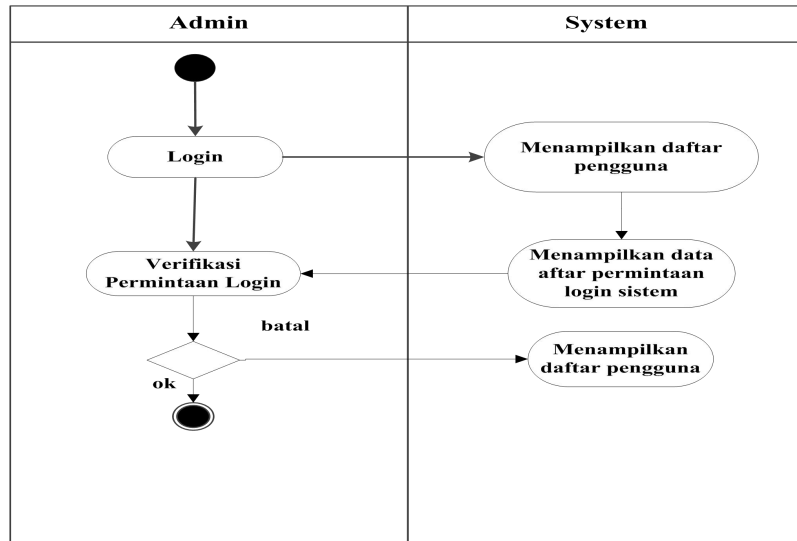 Admin
System
Login
Menampilkan daftar
pengguna
Verifikasi
Permintaan Login
Menampilkan data
aftar permintaan
login sistem
batal
Menampilkan
daftar pengguna
ok